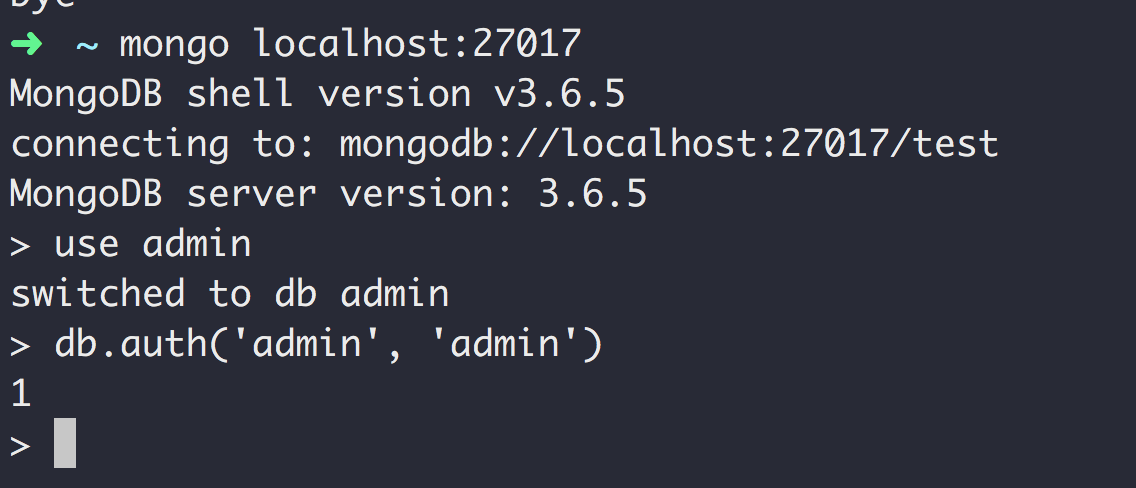 bye
➜ ~ mongo localhost:27017
MongoDB shell version v3.6.5
connecting to: mongodb://localhost:27017/test
MongoDB server version: 3.6.5
> use admin
switched to db admin
> db.auth('admin', 'admin')
1
>